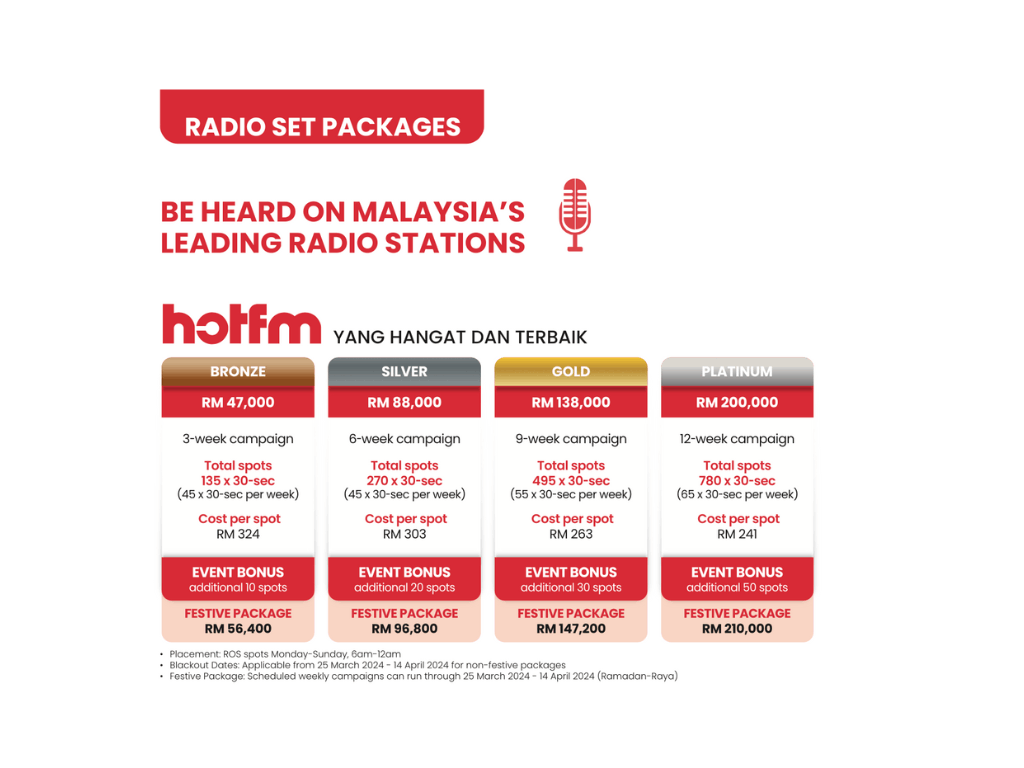 RADIO SET PACKAGES
BE HEARD ON MALAYSIA'S
LEADING RADIO STATIONS
hotfm YANG HANGAT DAN TERBAIK
BRONZE
RM 47,000
3-week campaign
Total spots
135 x 30-sec
(45 x 30-sec per week)
Cost per spot
RM 324
EVENT BONUS
additional 10 spots
FESTIVE PACKAGE
RM 56,400
SILVER
RM 88,000
6-week campaign
Total spots
270 x 30-sec
(45 x 30-sec per week)
Cost per spot
RM 303
EVENT BONUS
additional 20 spots
FESTIVE PACKAGE
RM 96,800
GOLD
RM 138,000
9-week campaign
Total spots
495 x 30-sec
(55 x 30-sec per week)
Cost per spot
RM 263
EVENT BONUS
additional 30 spots
FESTIVE PACKAGE
RM 147,200
PLATINUM
RM 200,000
12-week campaign
Total spots
780 x 30-sec
(65 x 30-sec per week)
Cost per spot
RM 241
EVENT BONUS
additional 50 spots
FESTIVE PACKAGE
RM 210,000
• Placement: ROS spots Monday-Sunday, 6am-12am
• Blackout Dates: Applicable from 25 March 2024 - 14 April 2024 for non-festive packages
• Festive Package: Scheduled weekly campaigns can run through 25 March 2024 - 14 April 2024 (Ramadan-Raya)